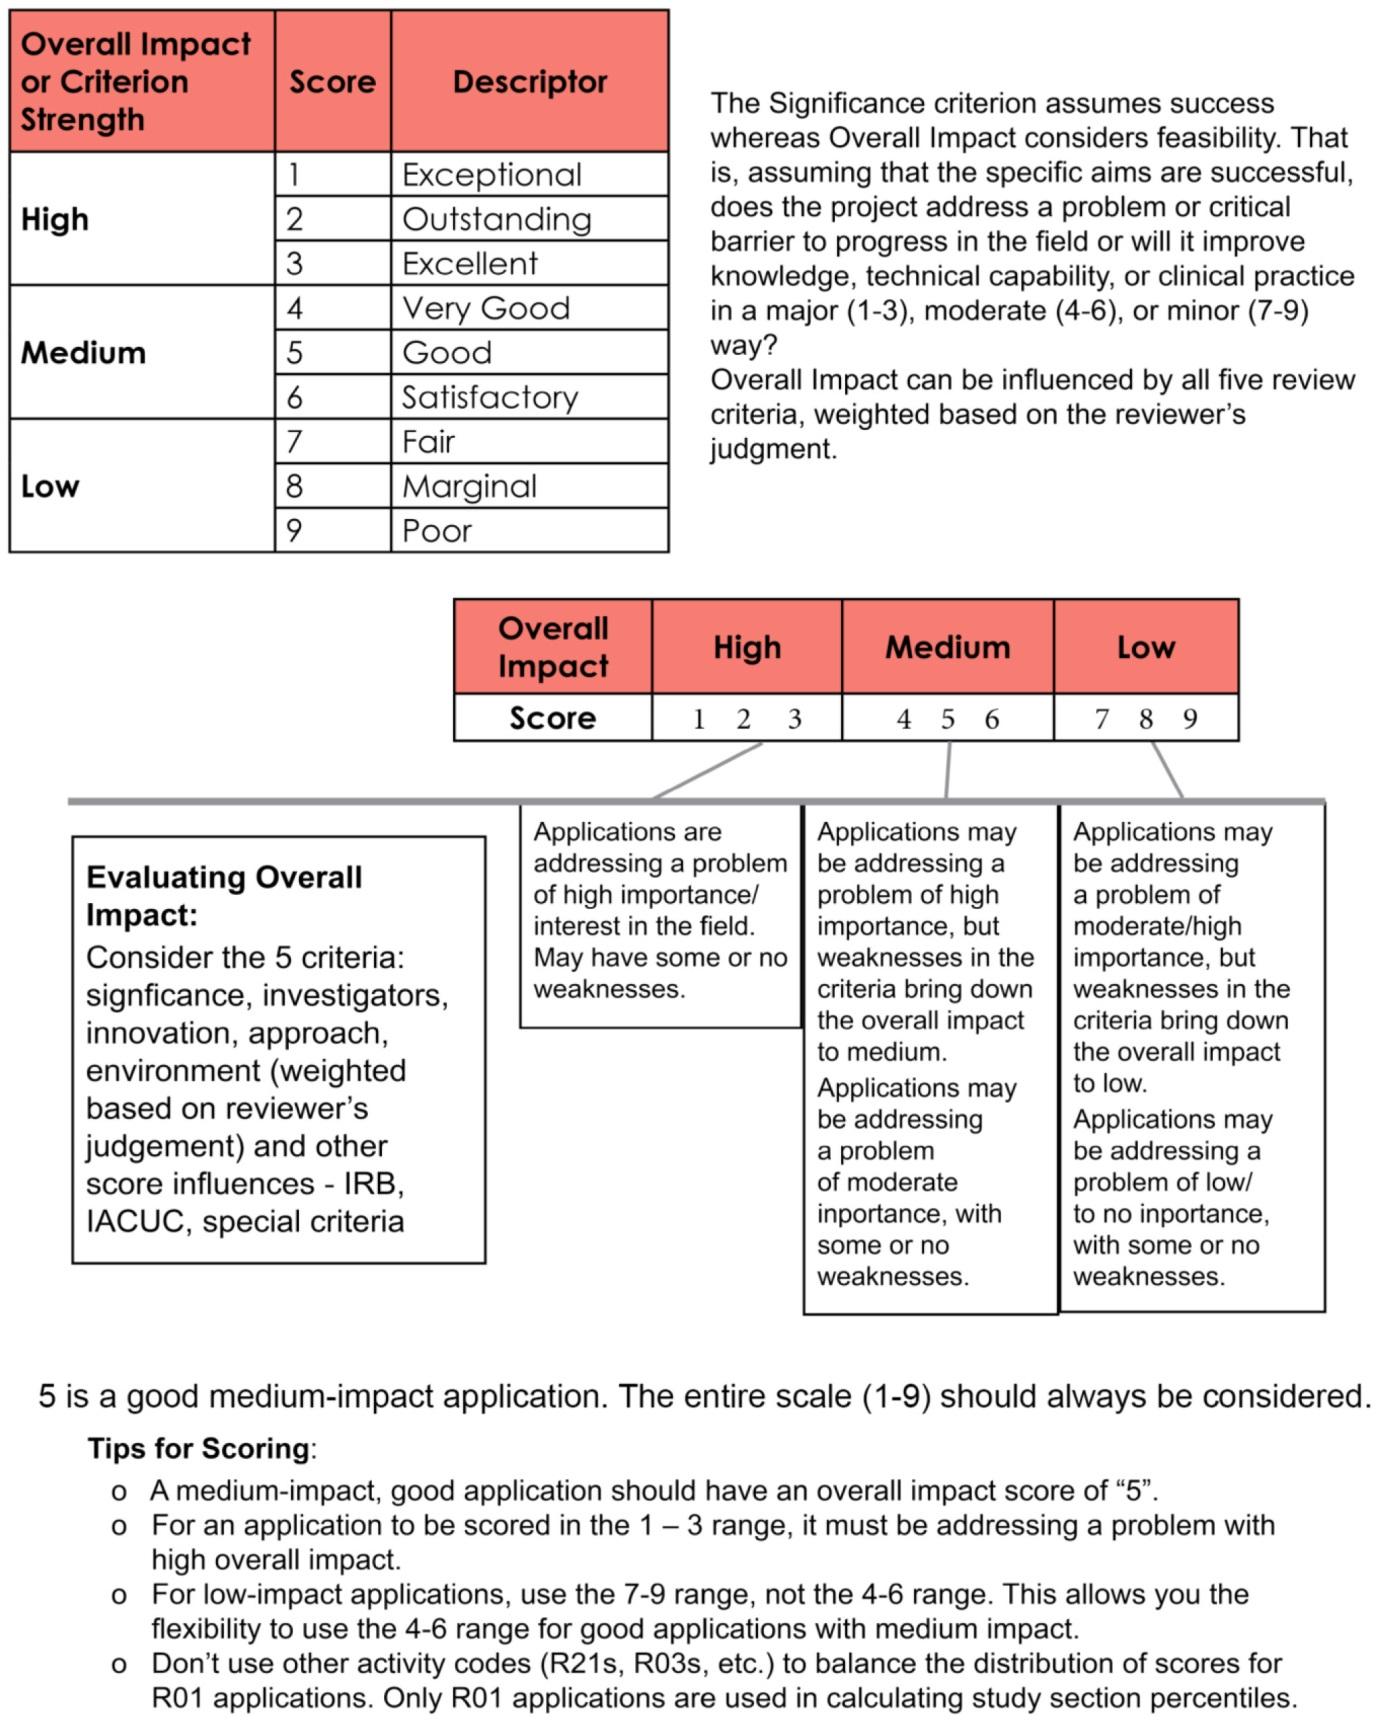 Overall Impact
or Criterion
Strength
Score
Descriptor
High
1
Exceptional
2
Outstanding
3
Excellent
Medium
4
Very Good
5
Good
6
Satisfactory
Low
7
Fair
8
Marginal
9
Poor
The Significance criterion assumes success
whereas Overall Impact considers feasibility. That
is, assuming that the specific aims are successful,
does the project address a problem or critical
barrier to progress in the field or will it improve
knowledge, technical capability, or clinical practice
in a major (1-3), moderate (4-6), or minor (7-9)
way?
Overall Impact can be influenced by all five review
criteria, weighted based on the reviewer’s
judgment.
Overall
Impact
High
Medium
Low
Score
1 2 3
4 5 6
7 8 9
Evaluating Overall
Impact:
Consider the 5 criteria:
signficance, investigators,
innovation, approach,
environment (weighted
based on reviewer’s
judgement) and other
score influences - IRB,
IACUC, special criteria
Applications are
addressing a problem
of high importance/
interest in the field.
May have some or no
weaknesses.
Applications may
be addressing a
problem of high
importance, but
weaknesses in the
criteria bring down
the overall impact
to medium.
Applications may
be addressing
a problem
of moderate
inportance, with
some or no
weaknesses.
Applications may
be addressing
a problem of
moderate/high
importance, but
weaknesses in the
criteria bring down
the overall impact
to low.
Applications may
be addressing a
problem of low/
to no inportance,
with some or no
weaknesses.
5 is a good medium-impact application. The entire scale (1-9) should always be considered.
Tips for Scoring:
o A medium-impact, good application should have an overall impact score of “5”.
o For an application to be scored in the 1 – 3 range, it must be addressing a problem with
high overall impact.
o For low-impact applications, use the 7-9 range, not the 4-6 range. This allows you the
flexibility to use the 4-6 range for good applications with medium impact.
o Don’t use other activity codes (R21s, R03s, etc.) to balance the distribution of scores for
R01 applications. Only R01 applications are used in calculating study section percentiles.